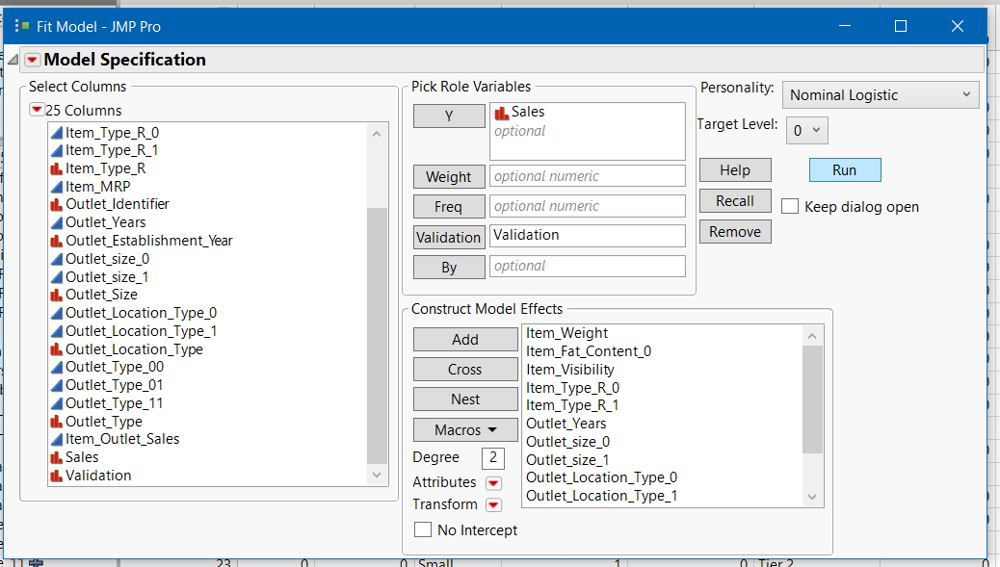 Fit Model - JMP Pro
Model Specification
Select Columns
25 Columns
Item_Type_R_0
Item_Type_R_1
Item_Type_R
Item_MRP
Outlet_Identifier
Outlet_Years
Outlet_Establishment_Year
Outlet_size_0
Outlet_size_1
Outlet_Size
Outlet_Location_Type_0
Outlet_Location_Type_1
Outlet_Location_Type
Outlet_Type_00
Outlet_Type_01
Outlet_Type_11
Outlet_Type
Item_Outlet_Sales
Sales
Validation
Pick Role Variables
Y
Sales
optional
Weight
optional numeric
Freq
optional numeric
Validation
Validation
By
optional
Personality:
Nominal Logistic
Target Level:
0
Help
Run
Recall
Keep dialog open
Remove
Construct Model Effects
Add
Cross
Nest
Macros
Degree
2
Attributes
Transform
No Intercept
Item_Weight
Item_Fat_Content_0
Item_Visibility
Item_Type_R_0
Item_Type_R_1
Outlet_Years
Outlet_size_0
Outlet_size_1
Outlet_Location_Type_0
Outlet_Location_Type_1
11
23
0
0
Small
1
0
Tier 2
0